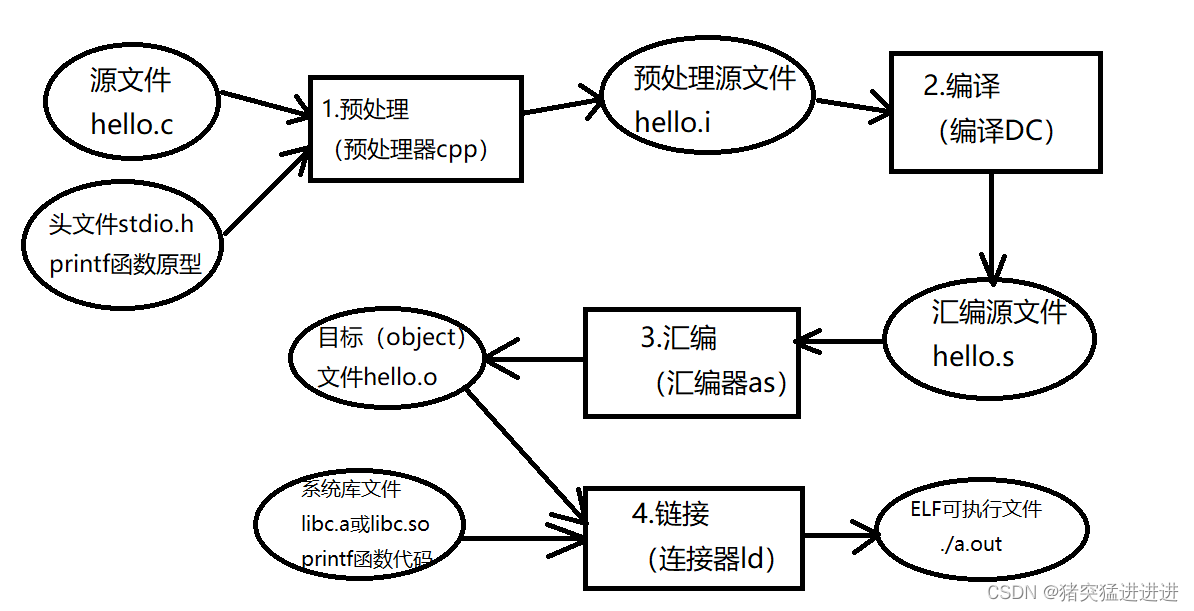 源文件
hello.c
1.预处理
（预处理器cpp）
头文件stdio.h
printf函数原型
预处理源文件
hello.i
2.编译
（编译DC）
汇编源文件
hello.s
3.汇编
（汇编器as）
目标（object）
文件hello.o
系统库文件
libc.a或libc.so
printf函数代码
4.链接
（连接器ld）
ELF可执行文件
./a.out
CSDN @猪突猛进进进